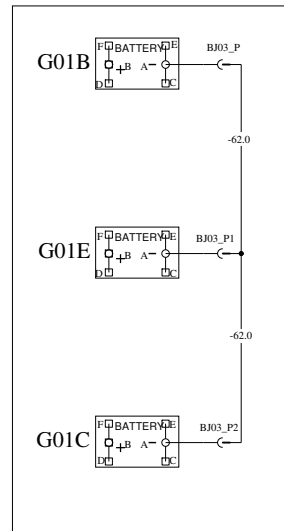 F BATTERY E BJ03_P
G01B +B A-
D C
-62.0
F BATTERY E BJ03_P1
G01E +B A-
D C
-62.0
F BATTERY E BJ03_P2
G01C +B A-
D C